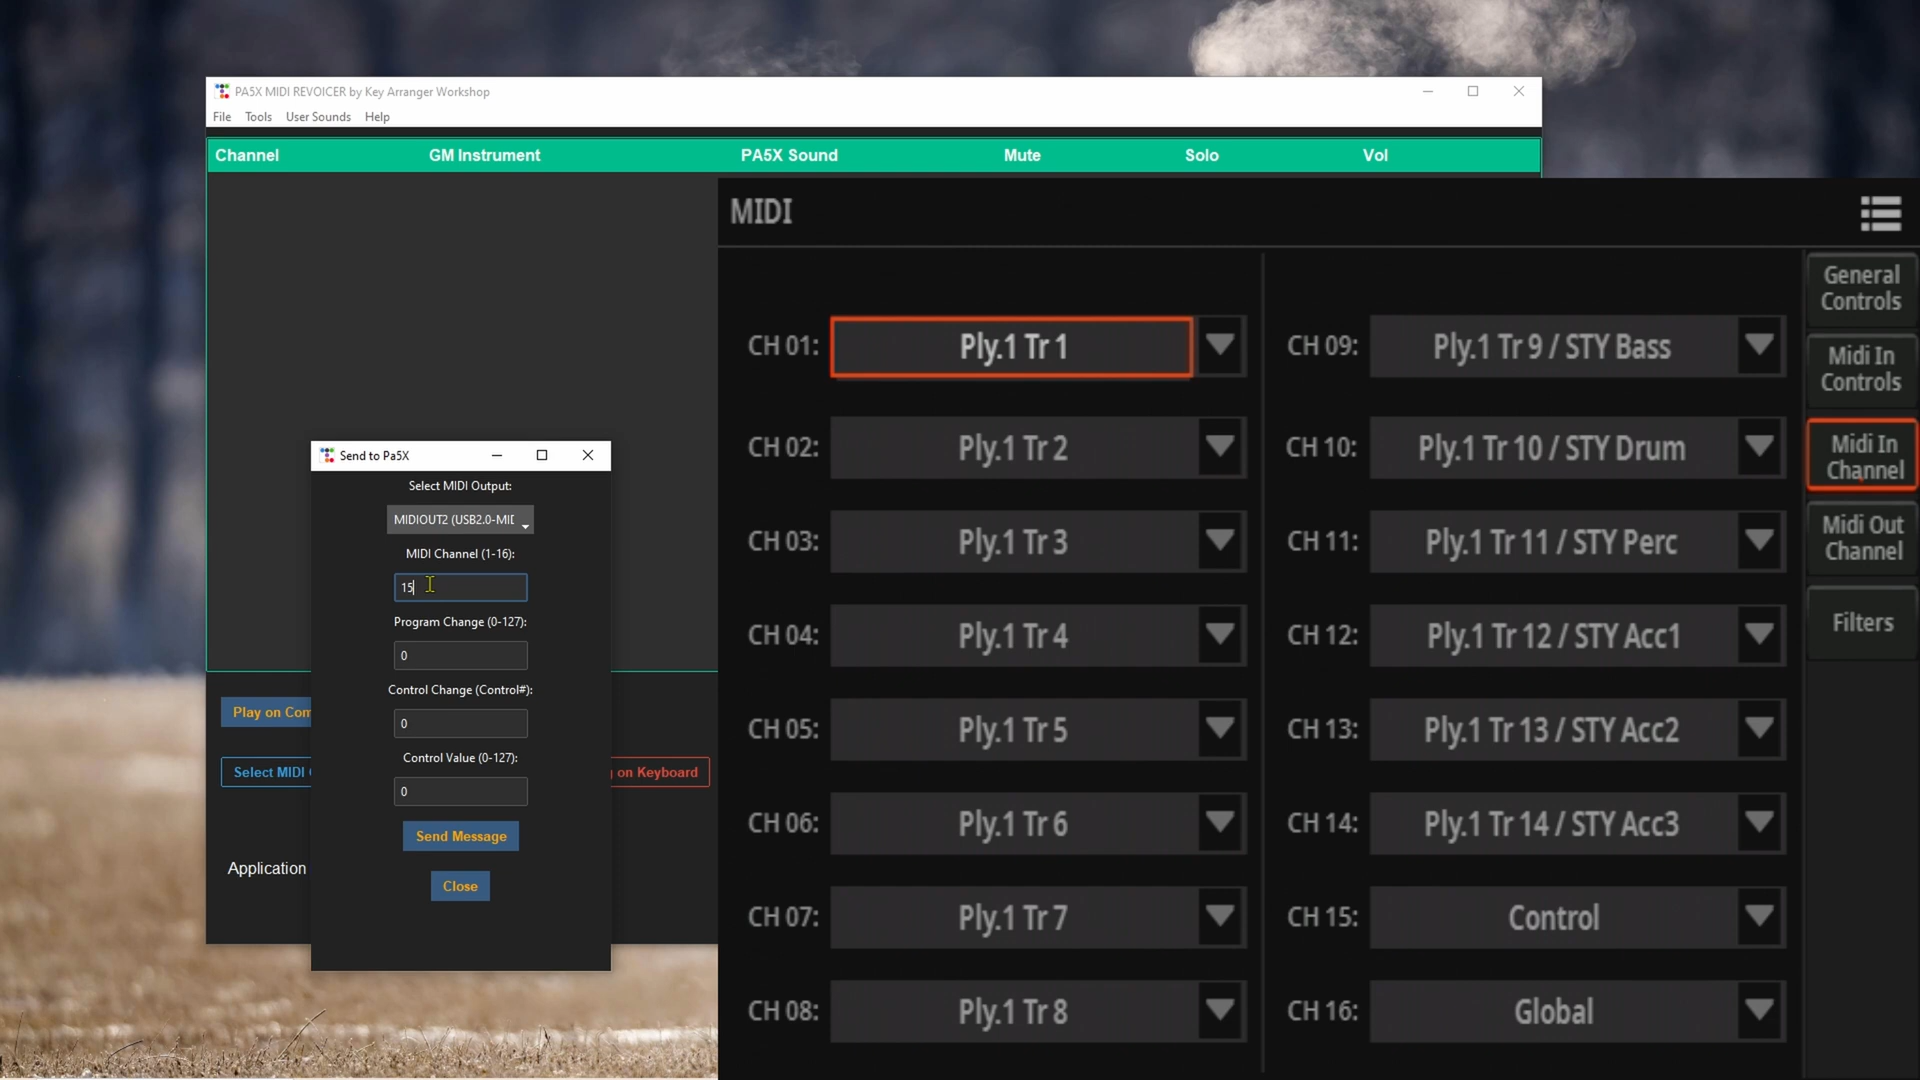 PA5X MIDI REVOICER by Key Arranger Workshop
File Tools User Sounds Help
Channel GM Instrument PA5X Sound Mute Solo Vol
MIDI
General
Controls
Midi In
Controls
Midi In
Channel
Midi Out
Channel
Filters
CH 01: Ply.1 Tr 1
CH 02: Ply.1 Tr 2
CH 03: Ply.1 Tr 3
CH 04: Ply.1 Tr 4
CH 05: Ply.1 Tr 5
CH 06: Ply.1 Tr 6
CH 07: Ply.1 Tr 7
CH 08: Ply.1 Tr 8
CH 09: Ply.1 Tr 9 / STY Bass
CH 10: Ply.1 Tr 10 / STY Drum
CH 11: Ply.1 Tr 11 / STY Perc
CH 12: Ply.1 Tr 12 / STY Acc1
CH 13: Ply.1 Tr 13 / STY Acc2
CH 14: Ply.1 Tr 14 / STY Acc3
CH 15: Control
CH 16: Global
Send to Pa5X
Select MIDI Output:
MIDIOUT2 (USB2.0-MID
MIDI Channel (1-16):
15
Program Change (0-127):
0
Control Change (Control#):
0
Control Value (0-127):
0
Send Message
Close
Play on Com
Select MIDI
on Keyboard
Application